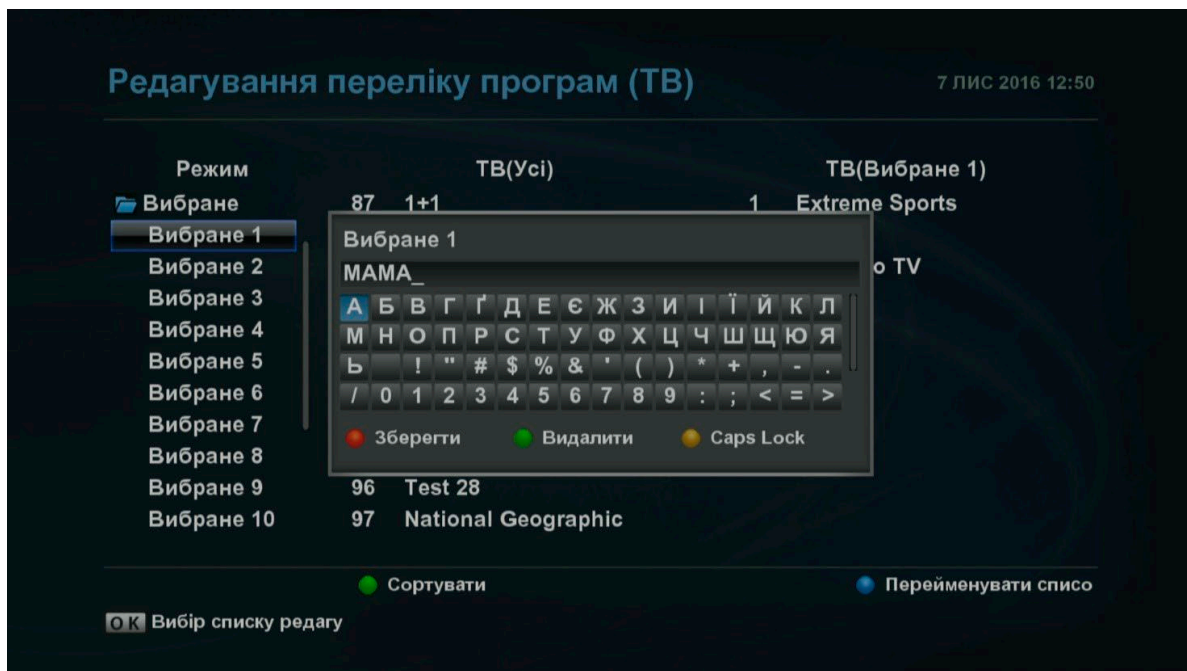 Редагування переліку програм (ТВ)
7 ЛИС 2016 12:50
Режим ТВ(Усі) ТВ(Вибране 1)
Вибране 87 1+1 1 Extreme Sports
Вибране 1
Вибране 2
Вибране 3
Вибране 4
Вибране 5
Вибране 6
Вибране 7
Вибране 8
Вибране 9 96 Test 28
Вибране 10 97 National Geographic
o TV
Вибране 1
МАМА_
А Б В Г Ґ Д Е Є Ж З И І Ї Й К Л
М Н О П Р С Т У Ф Х Ц Ч Ш Щ Ю Я
Ь ! " # $ % & ' ( ) * + , - .
/ 0 1 2 3 4 5 6 7 8 9 : ; < = >
Зберегти Видалити Caps Lock
Сортувати Перейменувати списо
OK Вибір списку редагу